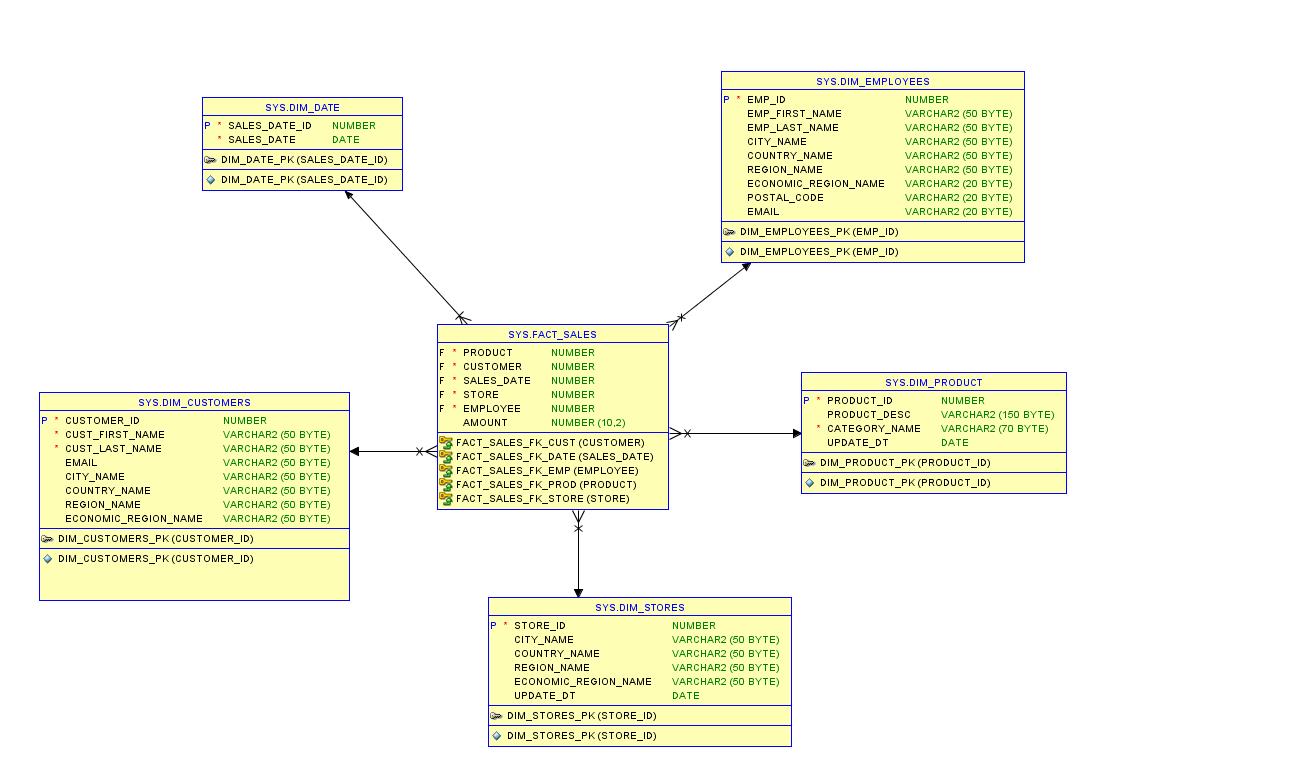 SYS.DIM_DATE
P * SALES_DATE_ID NUMBER
* SALES_DATE DATE
DIM_DATE_PK (SALES_DATE_ID)
DIM_DATE_PK (SALES_DATE_ID)
SYS.DIM_EMPLOYEES
P * EMP_ID NUMBER
EMP_FIRST_NAME VARCHAR2 (50 BYTE)
EMP_LAST_NAME VARCHAR2 (50 BYTE)
CITY_NAME VARCHAR2 (50 BYTE)
COUNTRY_NAME VARCHAR2 (50 BYTE)
REGION_NAME VARCHAR2 (50 BYTE)
ECONOMIC_REGION_NAME VARCHAR2 (20 BYTE)
POSTAL_CODE VARCHAR2 (20 BYTE)
EMAIL VARCHAR2 (20 BYTE)
DIM_EMPLOYEES_PK (EMP_ID)
DIM_EMPLOYEES_PK (EMP_ID)
SYS.FACT_SALES
F * PRODUCT NUMBER
F * CUSTOMER NUMBER
F * SALES_DATE NUMBER
F * STORE NUMBER
F * EMPLOYEE NUMBER
AMOUNT NUMBER (10,2)
FACT_SALES_FK_CUST (CUSTOMER)
FACT_SALES_FK_DATE (SALES_DATE)
FACT_SALES_FK_EMP (EMPLOYEE)
FACT_SALES_FK_PROD (PRODUCT)
FACT_SALES_FK_STORE (STORE)
SYS.DIM_PRODUCT
P * PRODUCT_ID NUMBER
PRODUCT_DESC VARCHAR2 (150 BYTE)
* CATEGORY_NAME VARCHAR2 (70 BYTE)
UPDATE_DT DATE
DIM_PRODUCT_PK (PRODUCT_ID)
DIM_PRODUCT_PK (PRODUCT_ID)
SYS.DIM_CUSTOMERS
P * CUSTOMER_ID NUMBER
* CUST_FIRST_NAME VARCHAR2 (50 BYTE)
* CUST_LAST_NAME VARCHAR2 (50 BYTE)
EMAIL VARCHAR2 (50 BYTE)
CITY_NAME VARCHAR2 (50 BYTE)
COUNTRY_NAME VARCHAR2 (50 BYTE)
REGION_NAME VARCHAR2 (50 BYTE)
ECONOMIC_REGION_NAME VARCHAR2 (50 BYTE)
DIM_CUSTOMERS_PK (CUSTOMER_ID)
DIM_CUSTOMERS_PK (CUSTOMER_ID)
SYS.DIM_STORES
P * STORE_ID NUMBER
CITY_NAME VARCHAR2 (50 BYTE)
COUNTRY_NAME VARCHAR2 (50 BYTE)
REGION_NAME VARCHAR2 (50 BYTE)
ECONOMIC_REGION_NAME VARCHAR2 (50 BYTE)
UPDATE_DT DATE
DIM_STORES_PK (STORE_ID)
DIM_STORES_PK (STORE_ID)